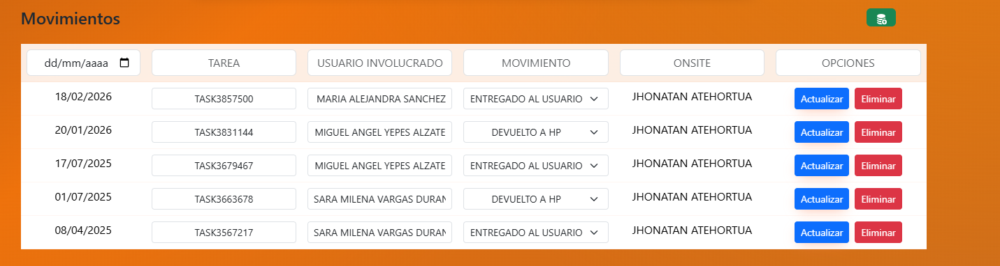 Movimientos
dd/mm/aaaa TAREA USUARIO INVOLUCRADO MOVIMIENTO ONSITE OPCIONES
18/02/2026 TASK3857500 MARIA ALEJANDRA SANCHEZ ENTREGADO AL USUARIO JHONATAN ATEHORTUA Actualizar Eliminar
20/01/2026 TASK3831144 MIGUEL ANGEL YEPES ALZATE DEVUELTO A HP JHONATAN ATEHORTUA Actualizar Eliminar
17/07/2025 TASK3679467 MIGUEL ANGEL YEPES ALZATE ENTREGADO AL USUARIO JHONATAN ATEHORTUA Actualizar Eliminar
01/07/2025 TASK3663678 SARA MILENA VARGAS DURAN DEVUELTO A HP JHONATAN ATEHORTUA Actualizar Eliminar
08/04/2025 TASK3567217 SARA MILENA VARGAS DURAN ENTREGADO AL USUARIO JHONATAN ATEHORTUA Actualizar Eliminar